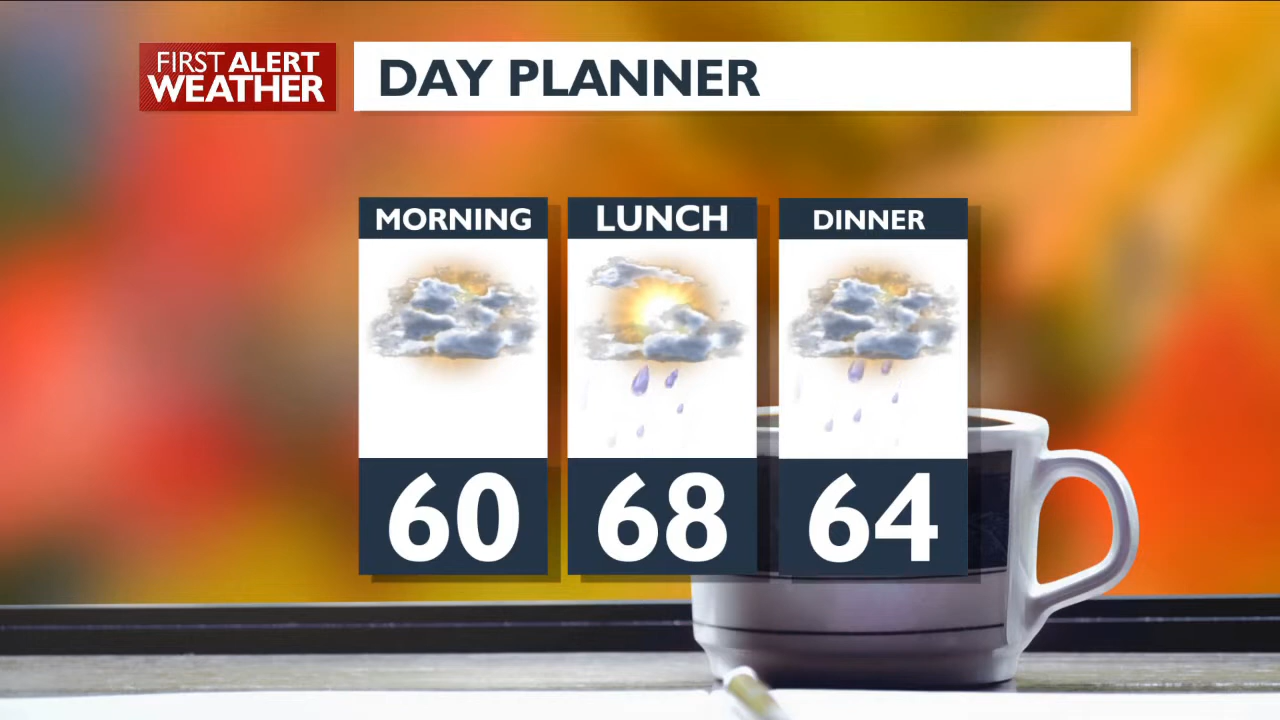 FIRST ALERT
WEATHER
DAY PLANNER
MORNING
LUNCH
DINNER
60
68
64